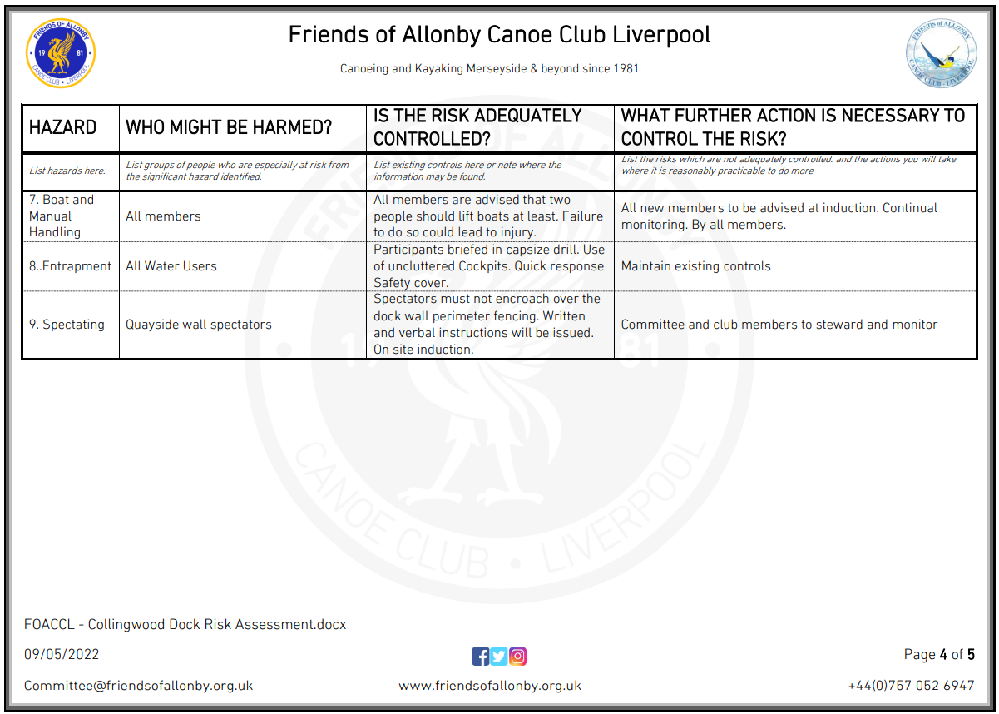 FRIENDS OF ALLONBY
19 81
CANOE CLUB · LIVERPOOL
Friends of Allonby Canoe Club Liverpool
Canoeing and Kayaking Merseyside & beyond since 1981
FRIENDS of ALLONBY
CANOE CLUB - LIVERPOOL
HAZARD
WHO MIGHT BE HARMED?
IS THE RISK ADEQUATELY
CONTROLLED?
WHAT FURTHER ACTION IS NECESSARY TO
CONTROL THE RISK?
List hazards here.
List groups of people who are especially at risk from
the significant hazard identified.
List existing controls here or note where the
information may be found.
List the risks which are not adequately controlled. and the actions you will take
where it is reasonably practicable to do more
7. Boat and
Manual
Handling
All members
All members are advised that two
people should lift boats at least. Failure
to do so could lead to injury.
All new members to be advised at induction. Continual
monitoring. By all members.
8..Entrapment
All Water Users
Participants briefed in capsize drill. Use
of uncluttered Cockpits. Quick response
Safety cover.
Maintain existing controls
9. Spectating
Quayside wall spectators
Spectators must not encroach over the
dock wall perimeter fencing. Written
and verbal instructions will be issued.
On site induction.
Committee and club members to steward and monitor
FRIENDS OF ALLONBY
19 81
CANOE CLUB · LIVERPOOL
FOACCL - Collingwood Dock Risk Assessment.docx
09/05/2022
Page 4 of 5
Committee@friendsofallonby.org.uk
www.friendsofallonby.org.uk
+44(0)757 052 6947